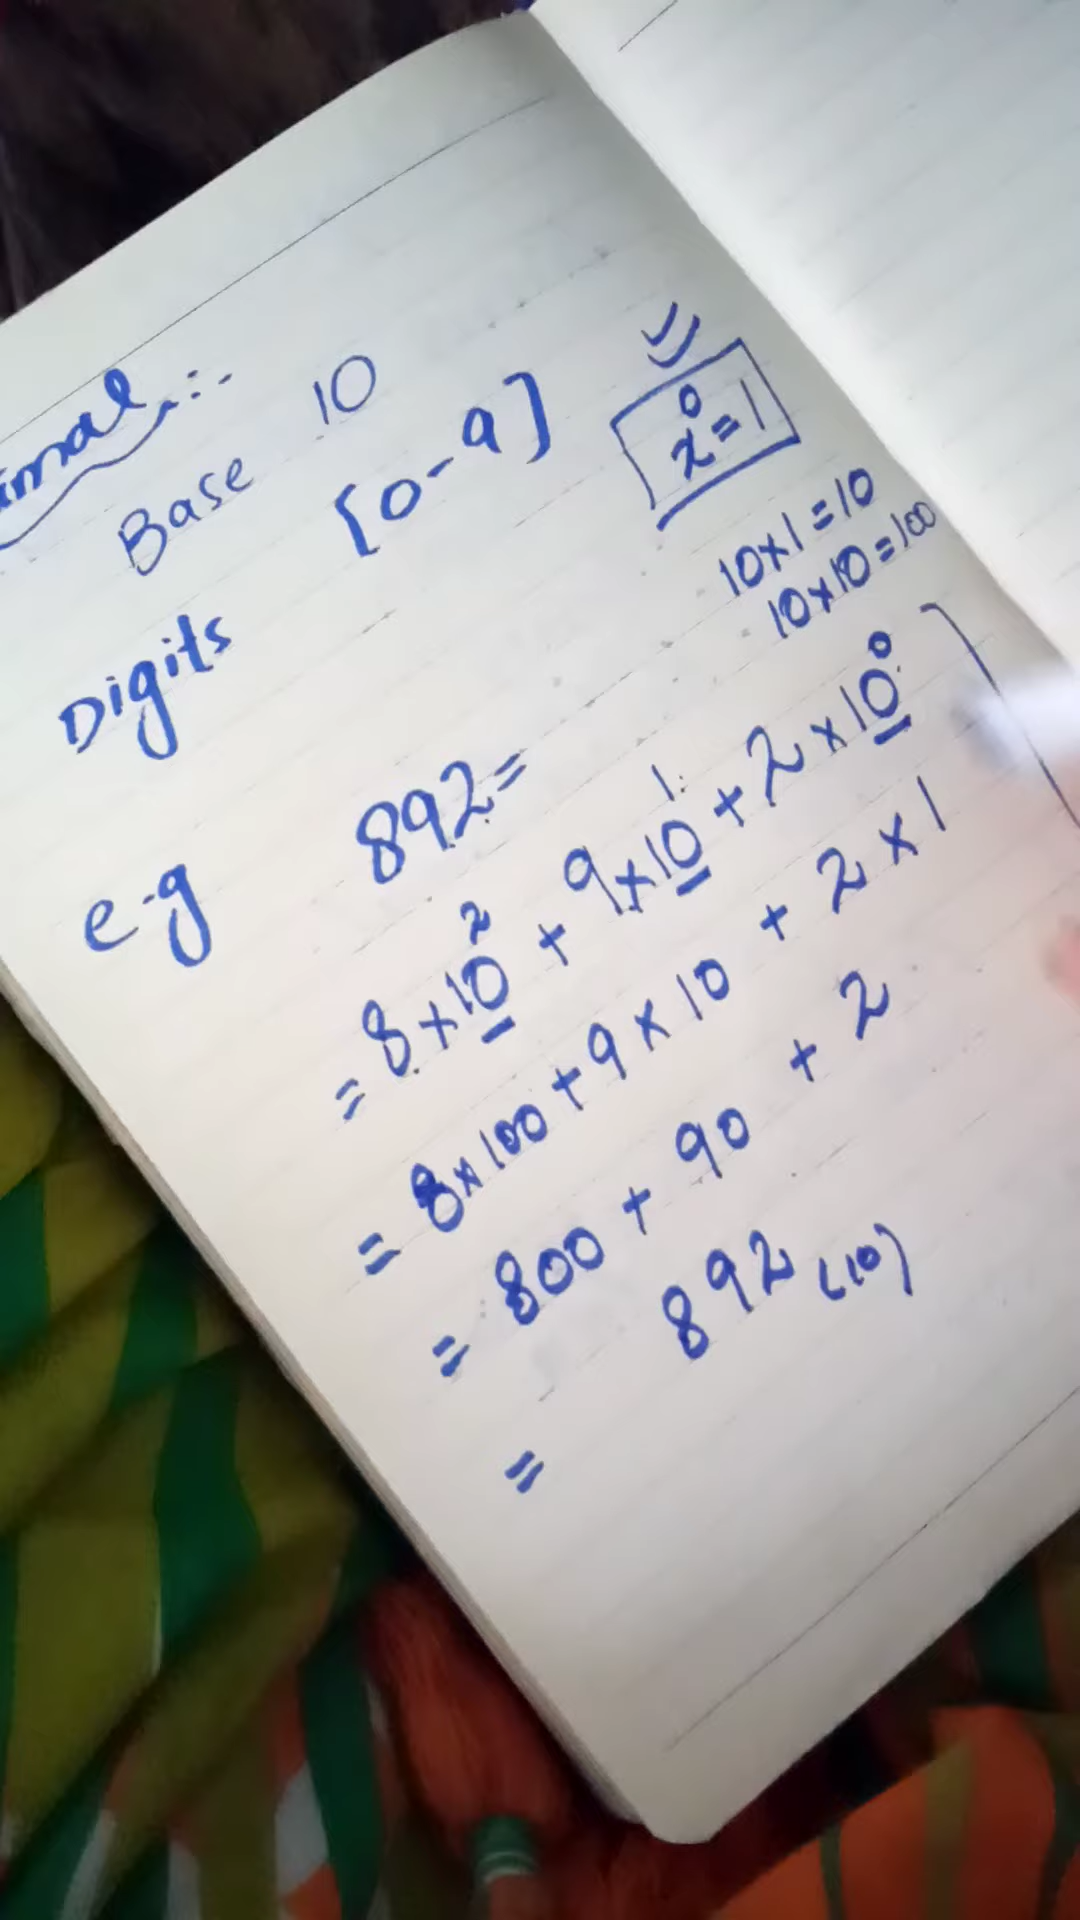 imal :-
Base 10
Digits [0-9]
x⁰=1
10×1=10
10×10=100
e.g 892=
= 8×10² + 9×10¹ + 2×10⁰
= 8×100 + 9×10 + 2×1
= 800 + 90 + 2
= 892 (10)